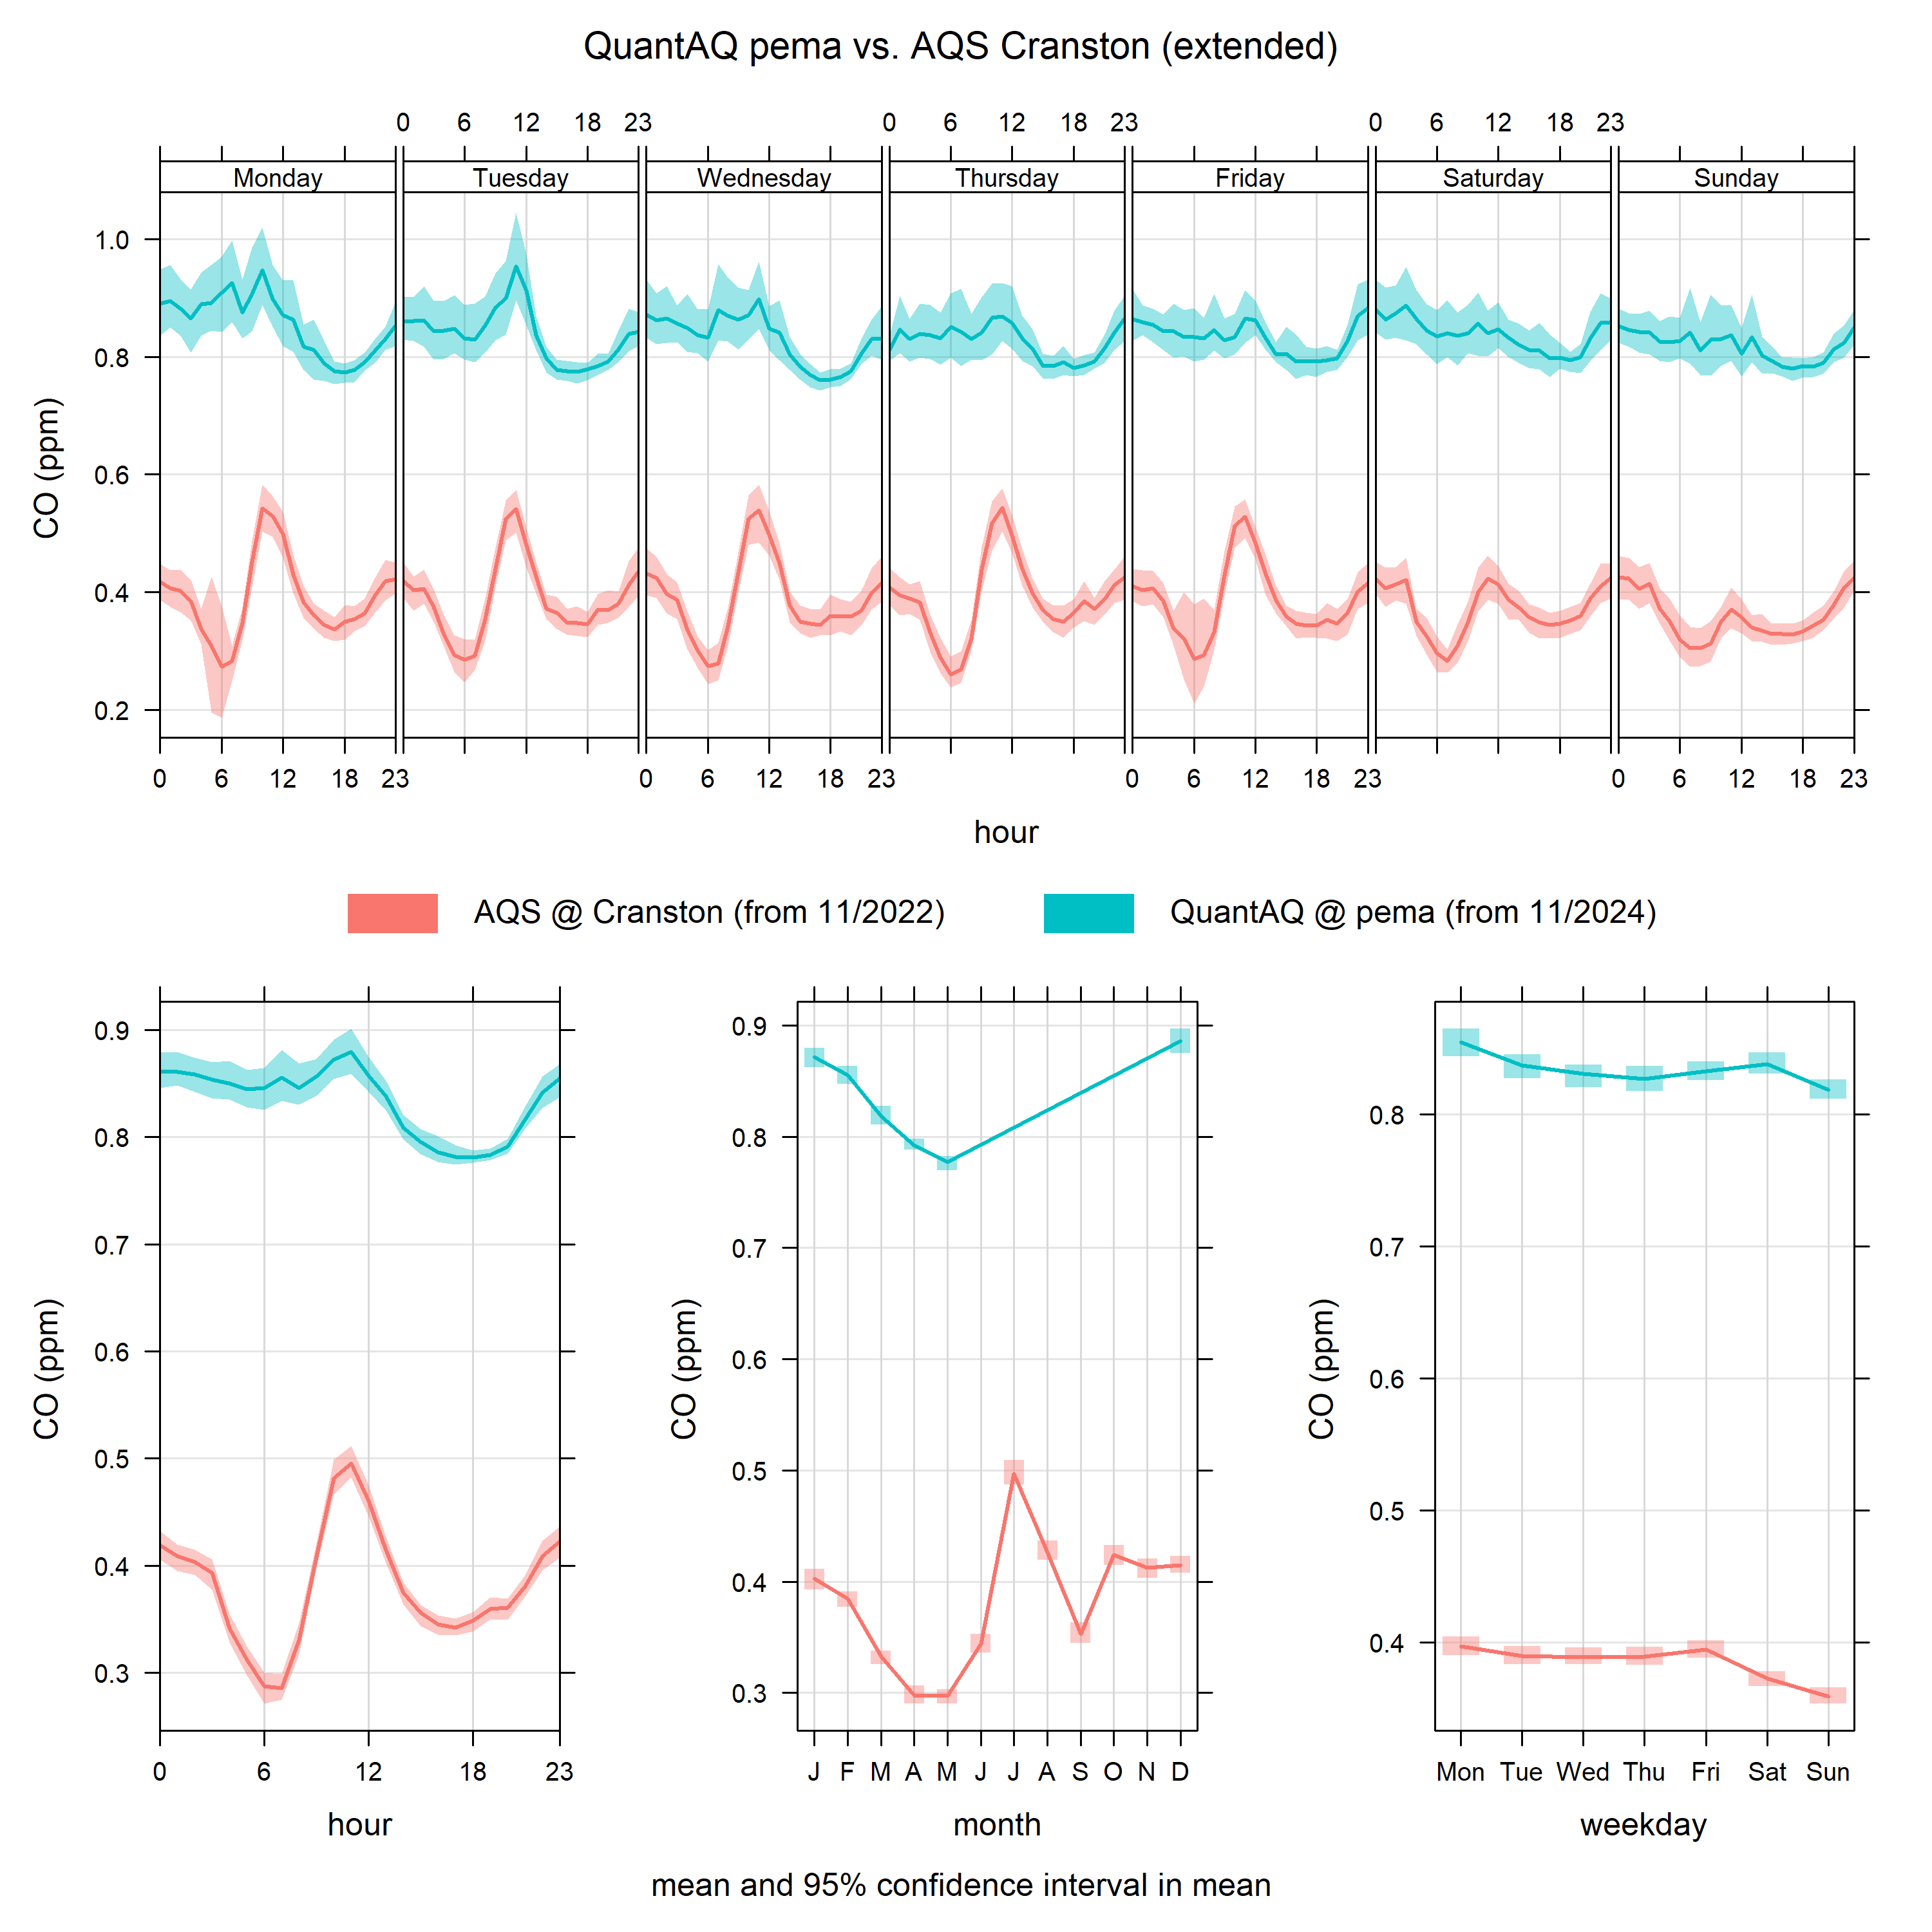 QuantAQ pema vs. AQS Cranston (extended)
0 6 12 18 23 0 6 12 18 23 0 6 12 18 23
Monday Tuesday Wednesday Thursday Friday Saturday Sunday
1.0
0.8
0.6
0.4
0.2
CO (ppm)
0 6 12 18 23 0 6 12 18 23 0 6 12 18 23 0 6 12 18 23
hour
AQS @ Cranston (from 11/2022) QuantAQ @ pema (from 11/2024)
0.9
0.8
0.7
0.6
0.5
0.4
0.3
CO (ppm)
0 6 12 18 23
hour
0.9
0.8
0.7
0.6
0.5
0.4
0.3
CO (ppm)
J F M A M J J A S O N D
month
0.8
0.7
0.6
0.5
0.4
CO (ppm)
Mon Tue Wed Thu Fri Sat Sun
weekday
mean and 95% confidence interval in mean